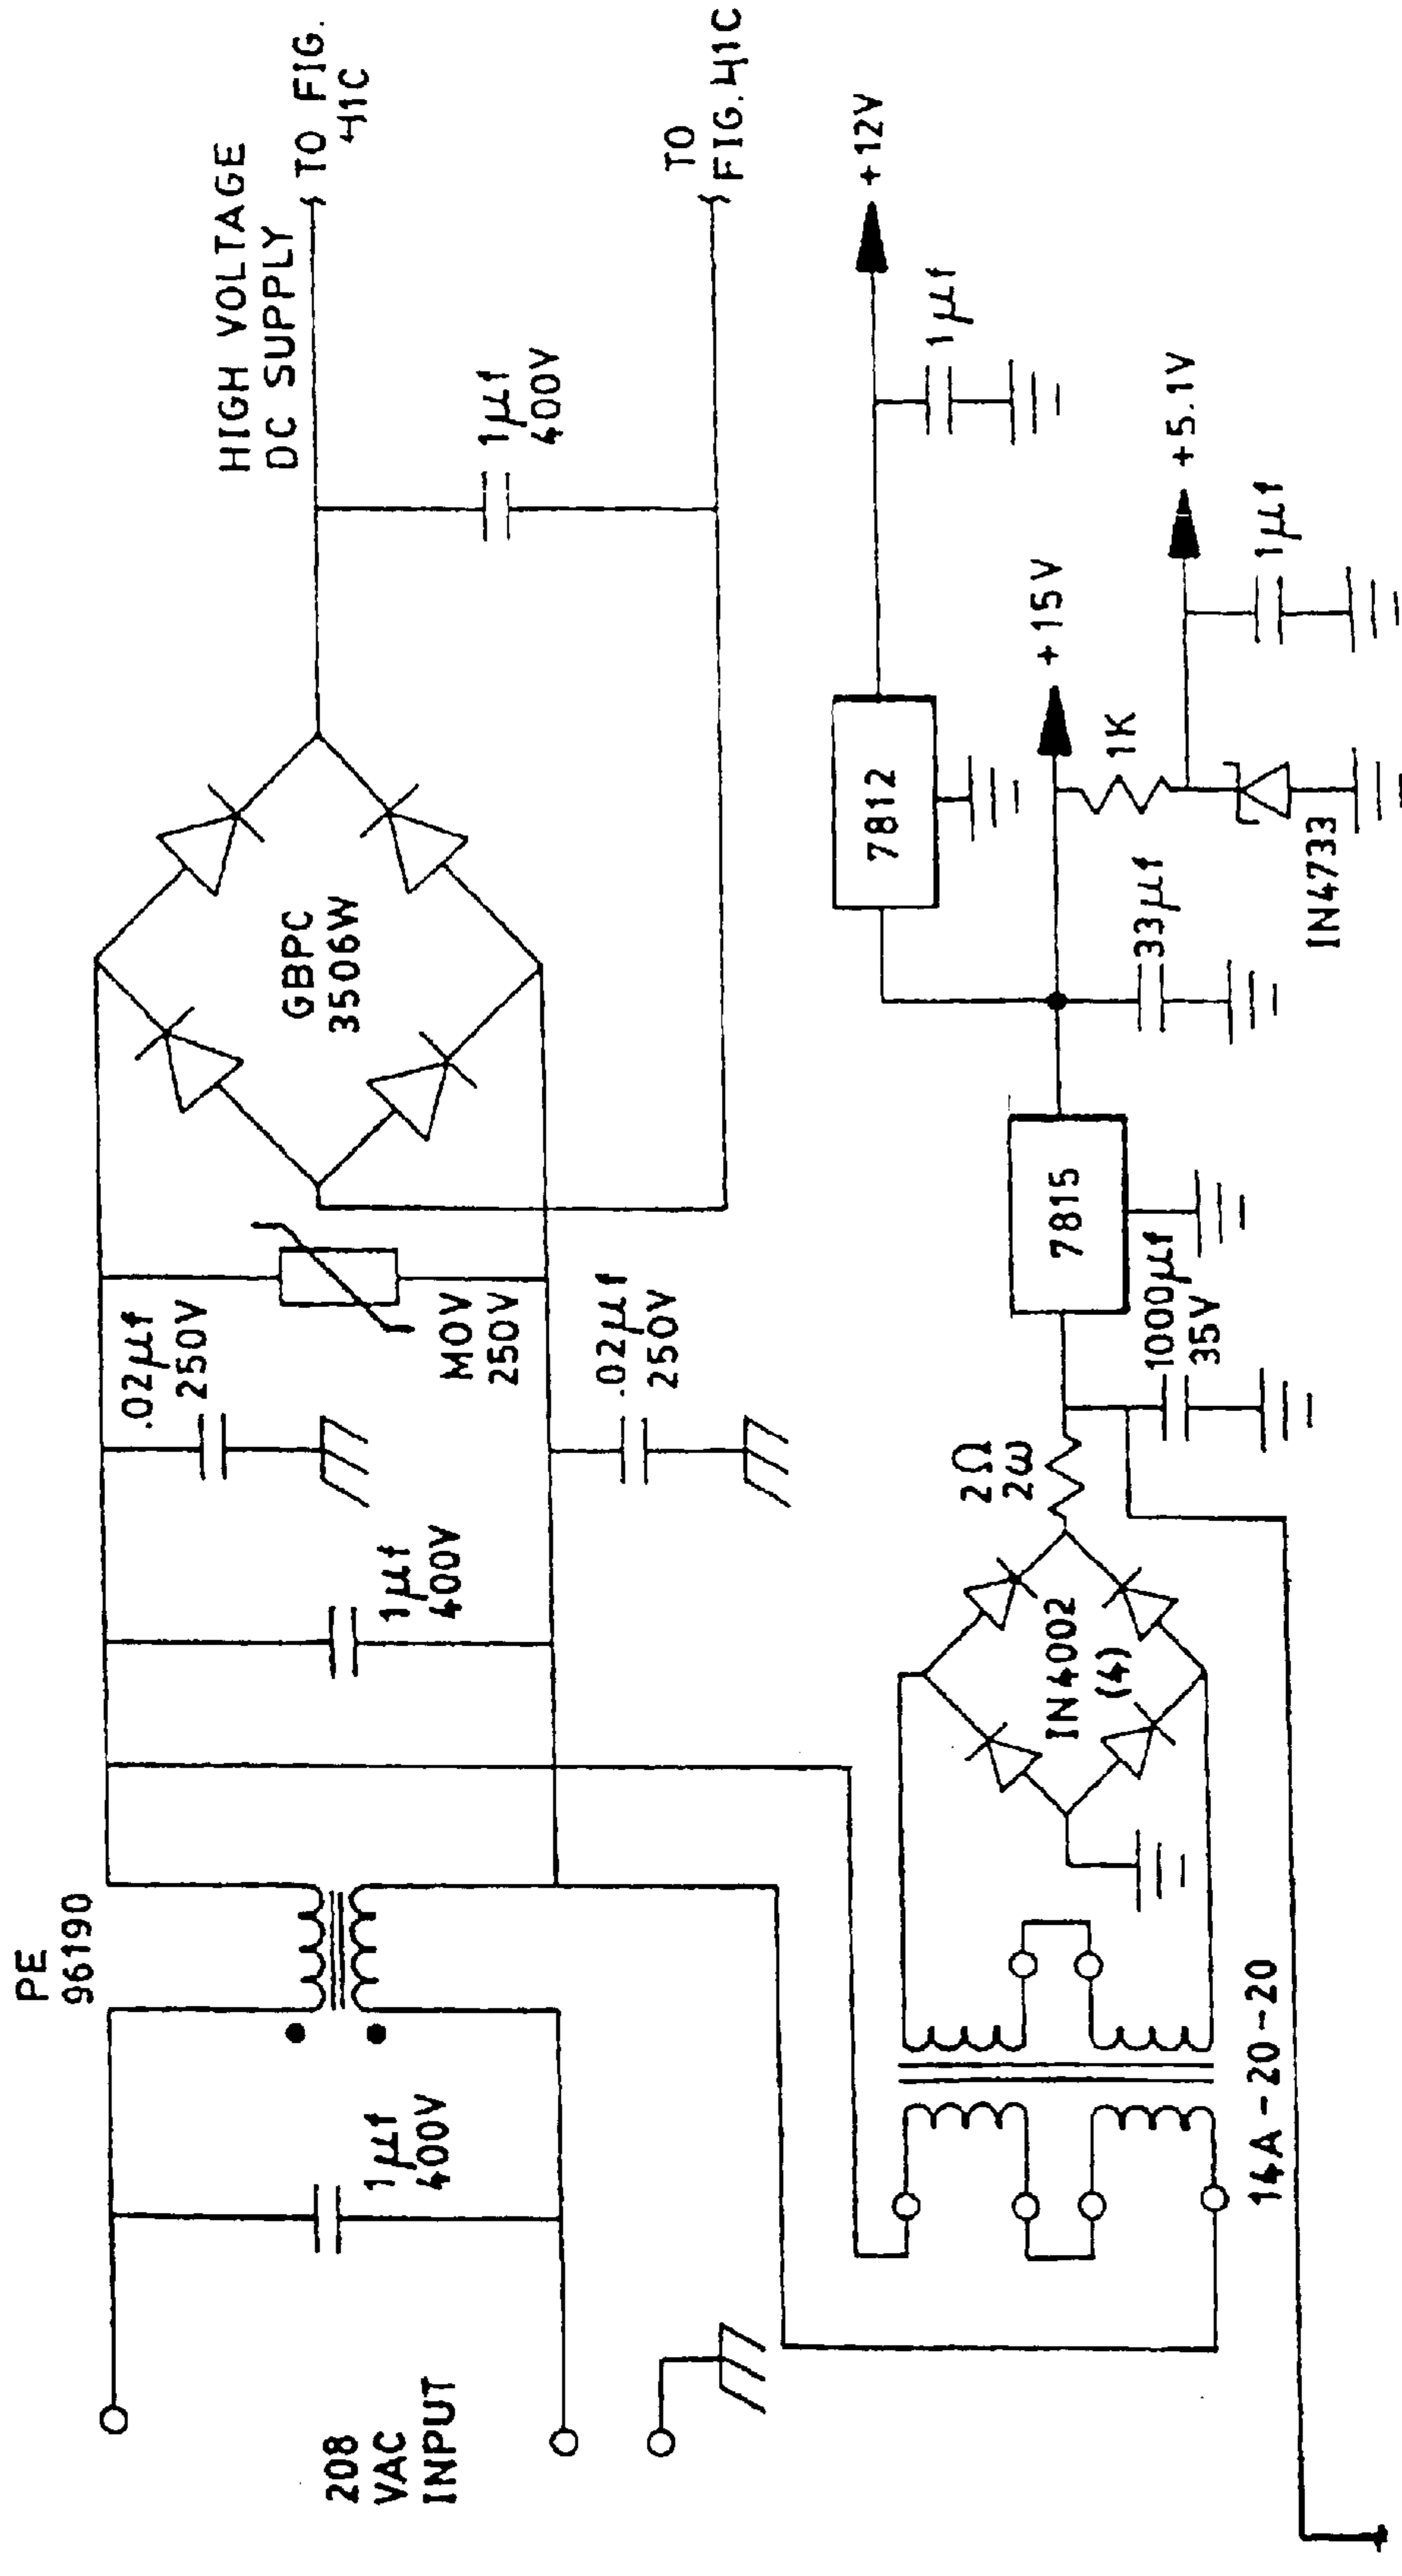 208
VAC
INPUT
1µf
400V
PE
96190
1µf
400V
.02µf
250V
MOV
250V
.02µf
250V
GBPC
3506W
HIGH VOLTAGE
DC SUPPLY
1µf
400V
TO FIG.
41C
TO
FIG. 41C
14A-20-20
IN4002
(4)
2Ω
2ω
1000µf
35V
7815
33µf
7812
+12V
1µf
+15V
1K
IN4733
+5.1V
1µf